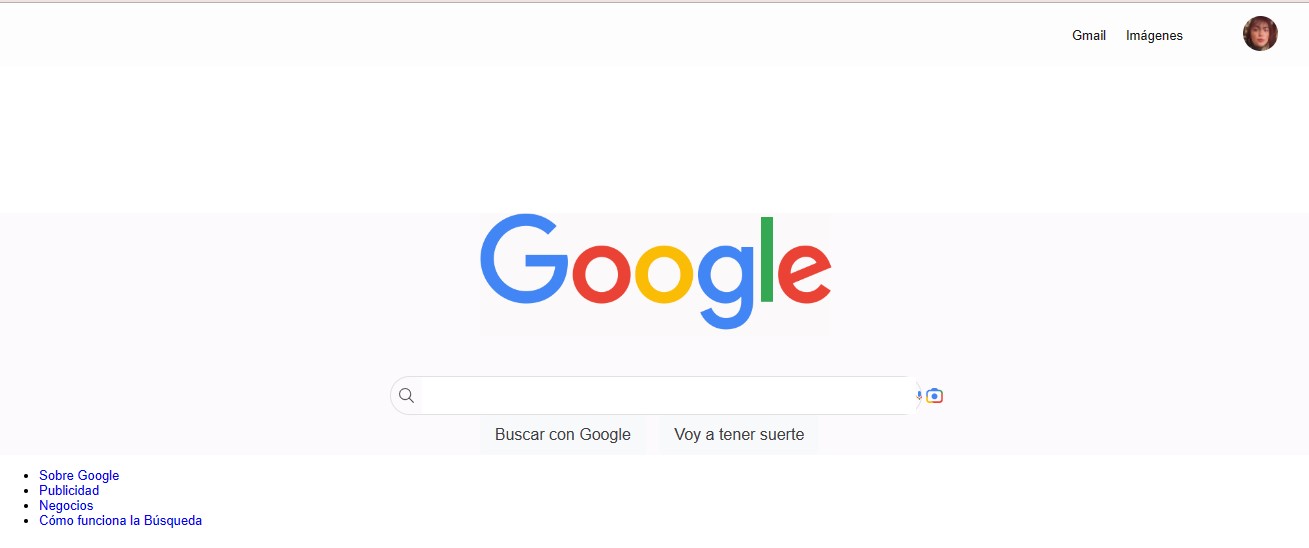 Gmail Imágenes
Google
Buscar con Google Voy a tener suerte
Sobre Google
Publicidad
Negocios
Cómo funciona la Búsqueda